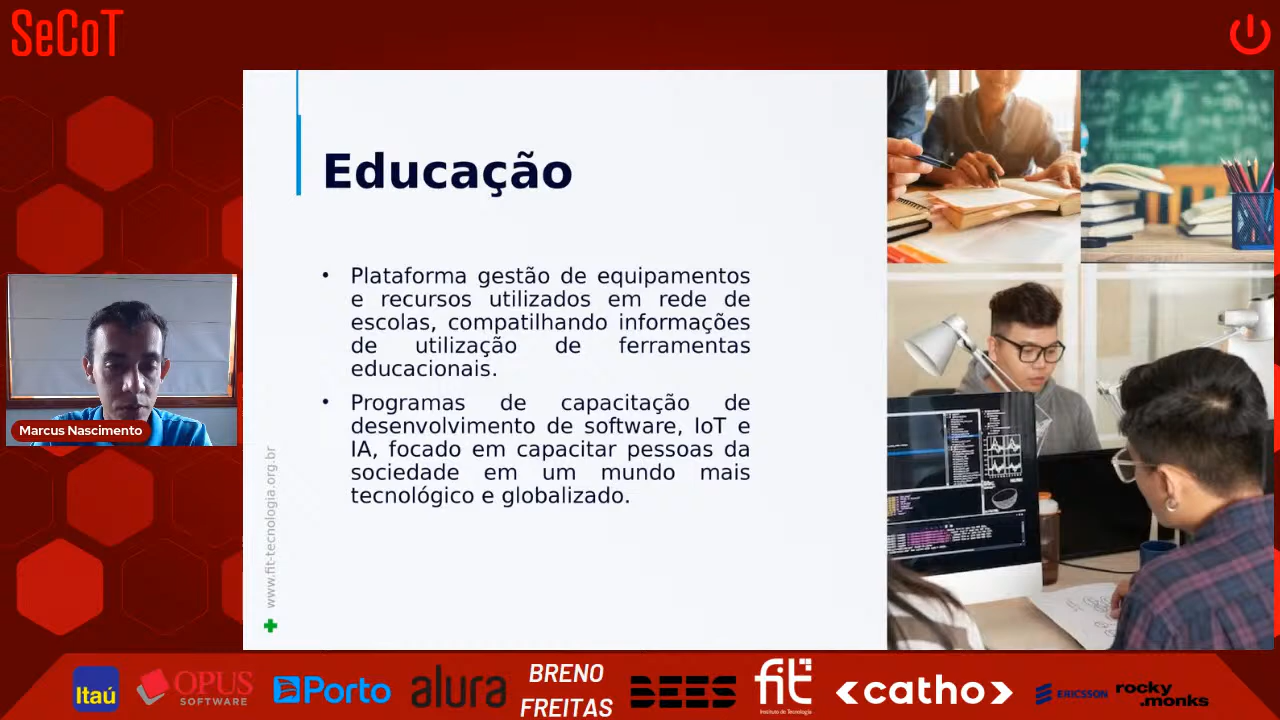 SeCoT
Educação
• Plataforma gestão de equipamentos
e recursos utilizados em rede de
escolas, compatilhando informações
de utilização de ferramentas
educacionais.
• Programas de capacitação de
desenvolvimento de software, IoT e
IA, focado em capacitar pessoas da
sociedade em um mundo mais
tecnológico e globalizado.
Marcus Nascimento
www.fit-tecnologia.org.br
Itaú
OPUS
SOFTWARE
Porto
alura
BRENO
FREITAS
BEES
fit
Instituto de Tecnologia
catho
ERICSSON
rocky
.monks